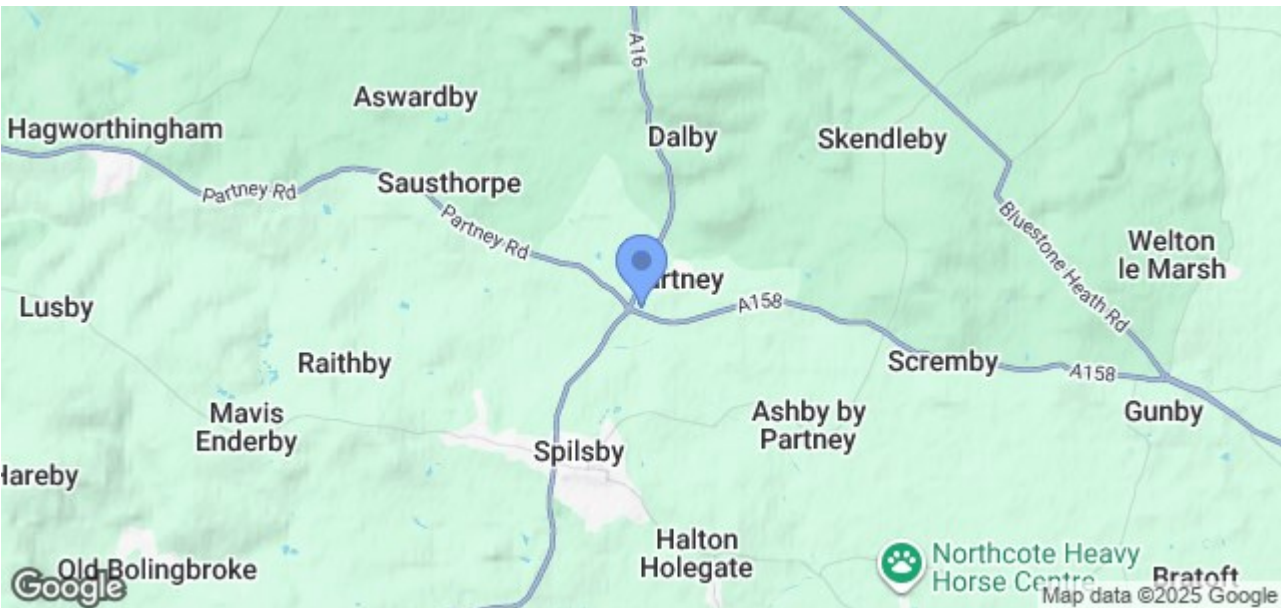 A16
Aswardby
Hagworthingham
Dalby
Skendleby
Partney Rd
Sausthorpe
Partney Rd
Bluestone Heath Rd
Welton
le Marsh
artney
Lusby
A158
Raithby
Scremby
A158
Mavis
Enderby
Ashby by
Partney
Gunby
Spilsby
Hareby
Halton
Holegate
Northcote Heavy
Horse Centre
Old Bolingbroke
Bratoft
Google
Map data ©2025 Google